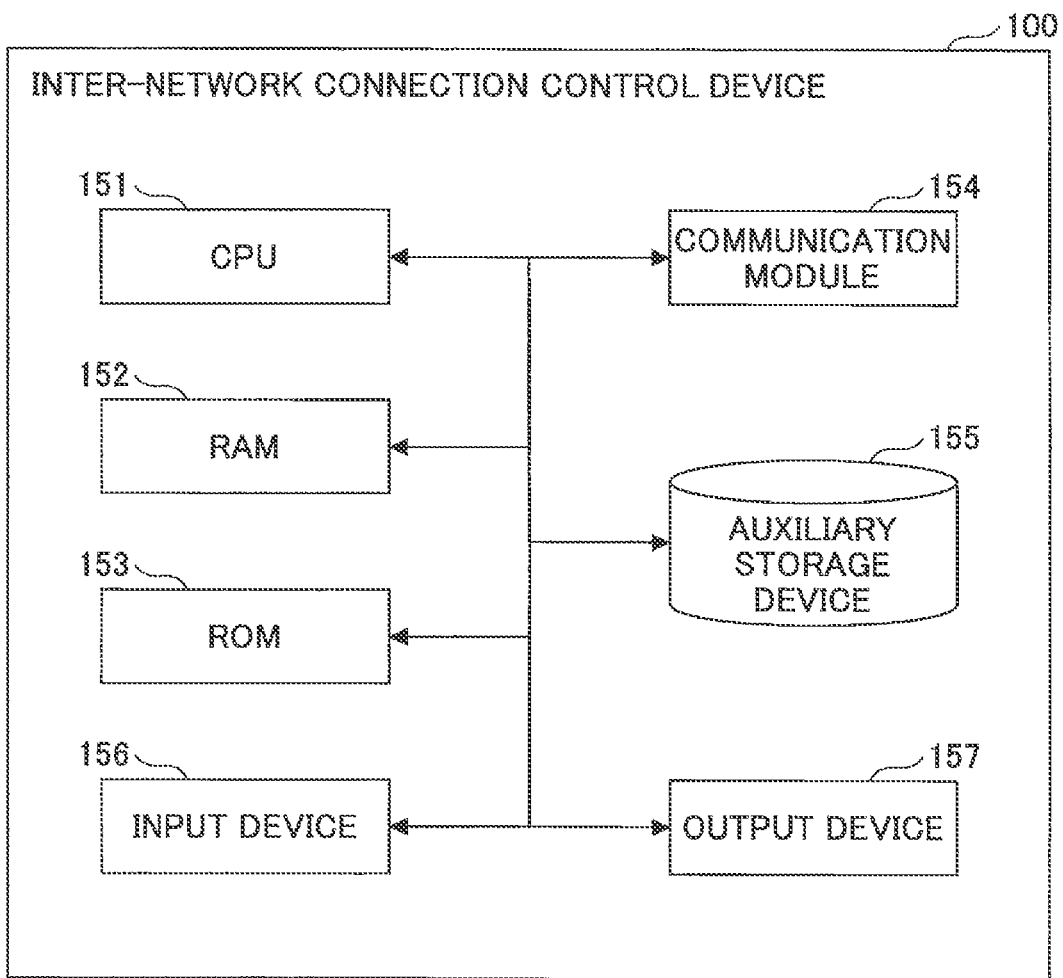 100
INTER-NETWORK CONNECTION CONTROL DEVICE
151
CPU
154
COMMUNICATION
MODULE
152
RAM
155
AUXILIARY
STORAGE
DEVICE
153
ROM
156
INPUT DEVICE
157
OUTPUT DEVICE